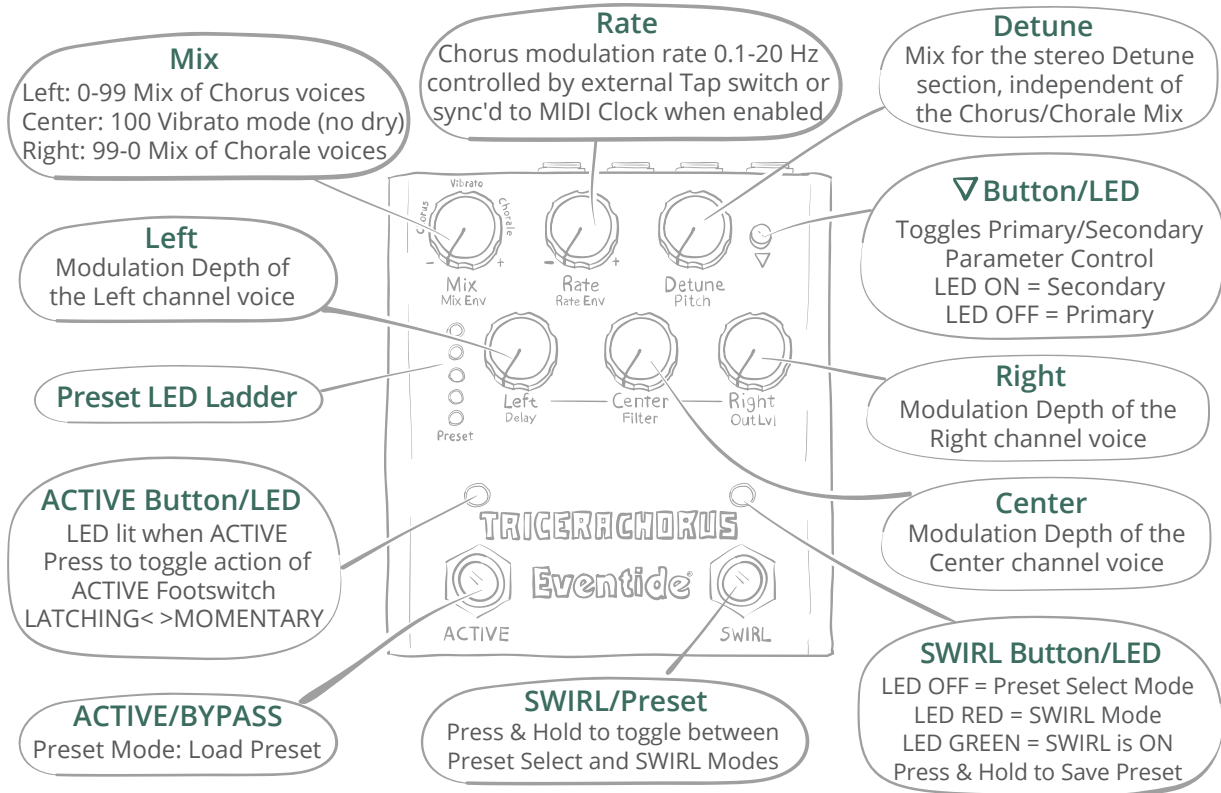 Mix
Left: 0-99 Mix of Chorus voices
Center: 100 Vibrato mode (no dry)
Right: 99-0 Mix of Chorale voices
Rate
Chorus modulation rate 0.1-20 Hz
controlled by external Tap switch or
sync'd to MIDI Clock when enabled
Detune
Mix for the stereo Detune
section, independent of
the Chorus/Chorale Mix
▽ Button/LED
Toggles Primary/Secondary
Parameter Control
LED ON = Secondary
LED OFF = Primary
Left
Modulation Depth of
the Left channel voice
Vibrato
Chorus
Chorale
- +
- +
▽
Mix
Mix Env
Rate
Rate Env
Detune
Pitch
Preset LED Ladder
Left
Delay
Center
Filter
Right
Out Lvl
Preset
Right
Modulation Depth of the
Right channel voice
ACTIVE Button/LED
LED lit when ACTIVE
Press to toggle action of
ACTIVE Footswitch
LATCHING< >MOMENTARY
TRICERACHORUS
Eventide®
ACTIVE
SWIRL
Center
Modulation Depth of the
Center channel voice
ACTIVE/BYPASS
Preset Mode: Load Preset
SWIRL/Preset
Press & Hold to toggle between
Preset Select and SWIRL Modes
SWIRL Button/LED
LED OFF = Preset Select Mode
LED RED = SWIRL Mode
LED GREEN = SWIRL is ON
Press & Hold to Save Preset